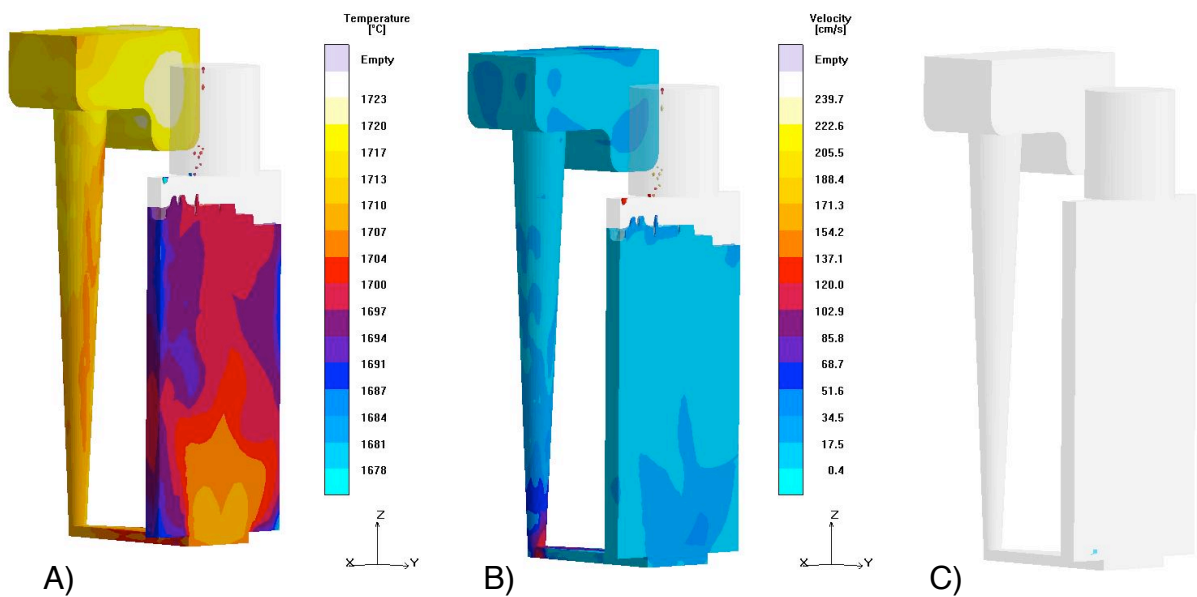 Temperature
[°C]
Empty
1723
1720
1717
1713
1710
1707
1704
1700
1697
1694
1691
1687
1684
1681
1678
Z
X
Y
A)
Velocity
[cm/s]
Empty
239.7
222.6
205.5
188.4
171.3
154.2
137.1
120.0
102.9
85.8
68.7
51.6
34.5
17.5
0.4
Z
X
Y
B)
C)